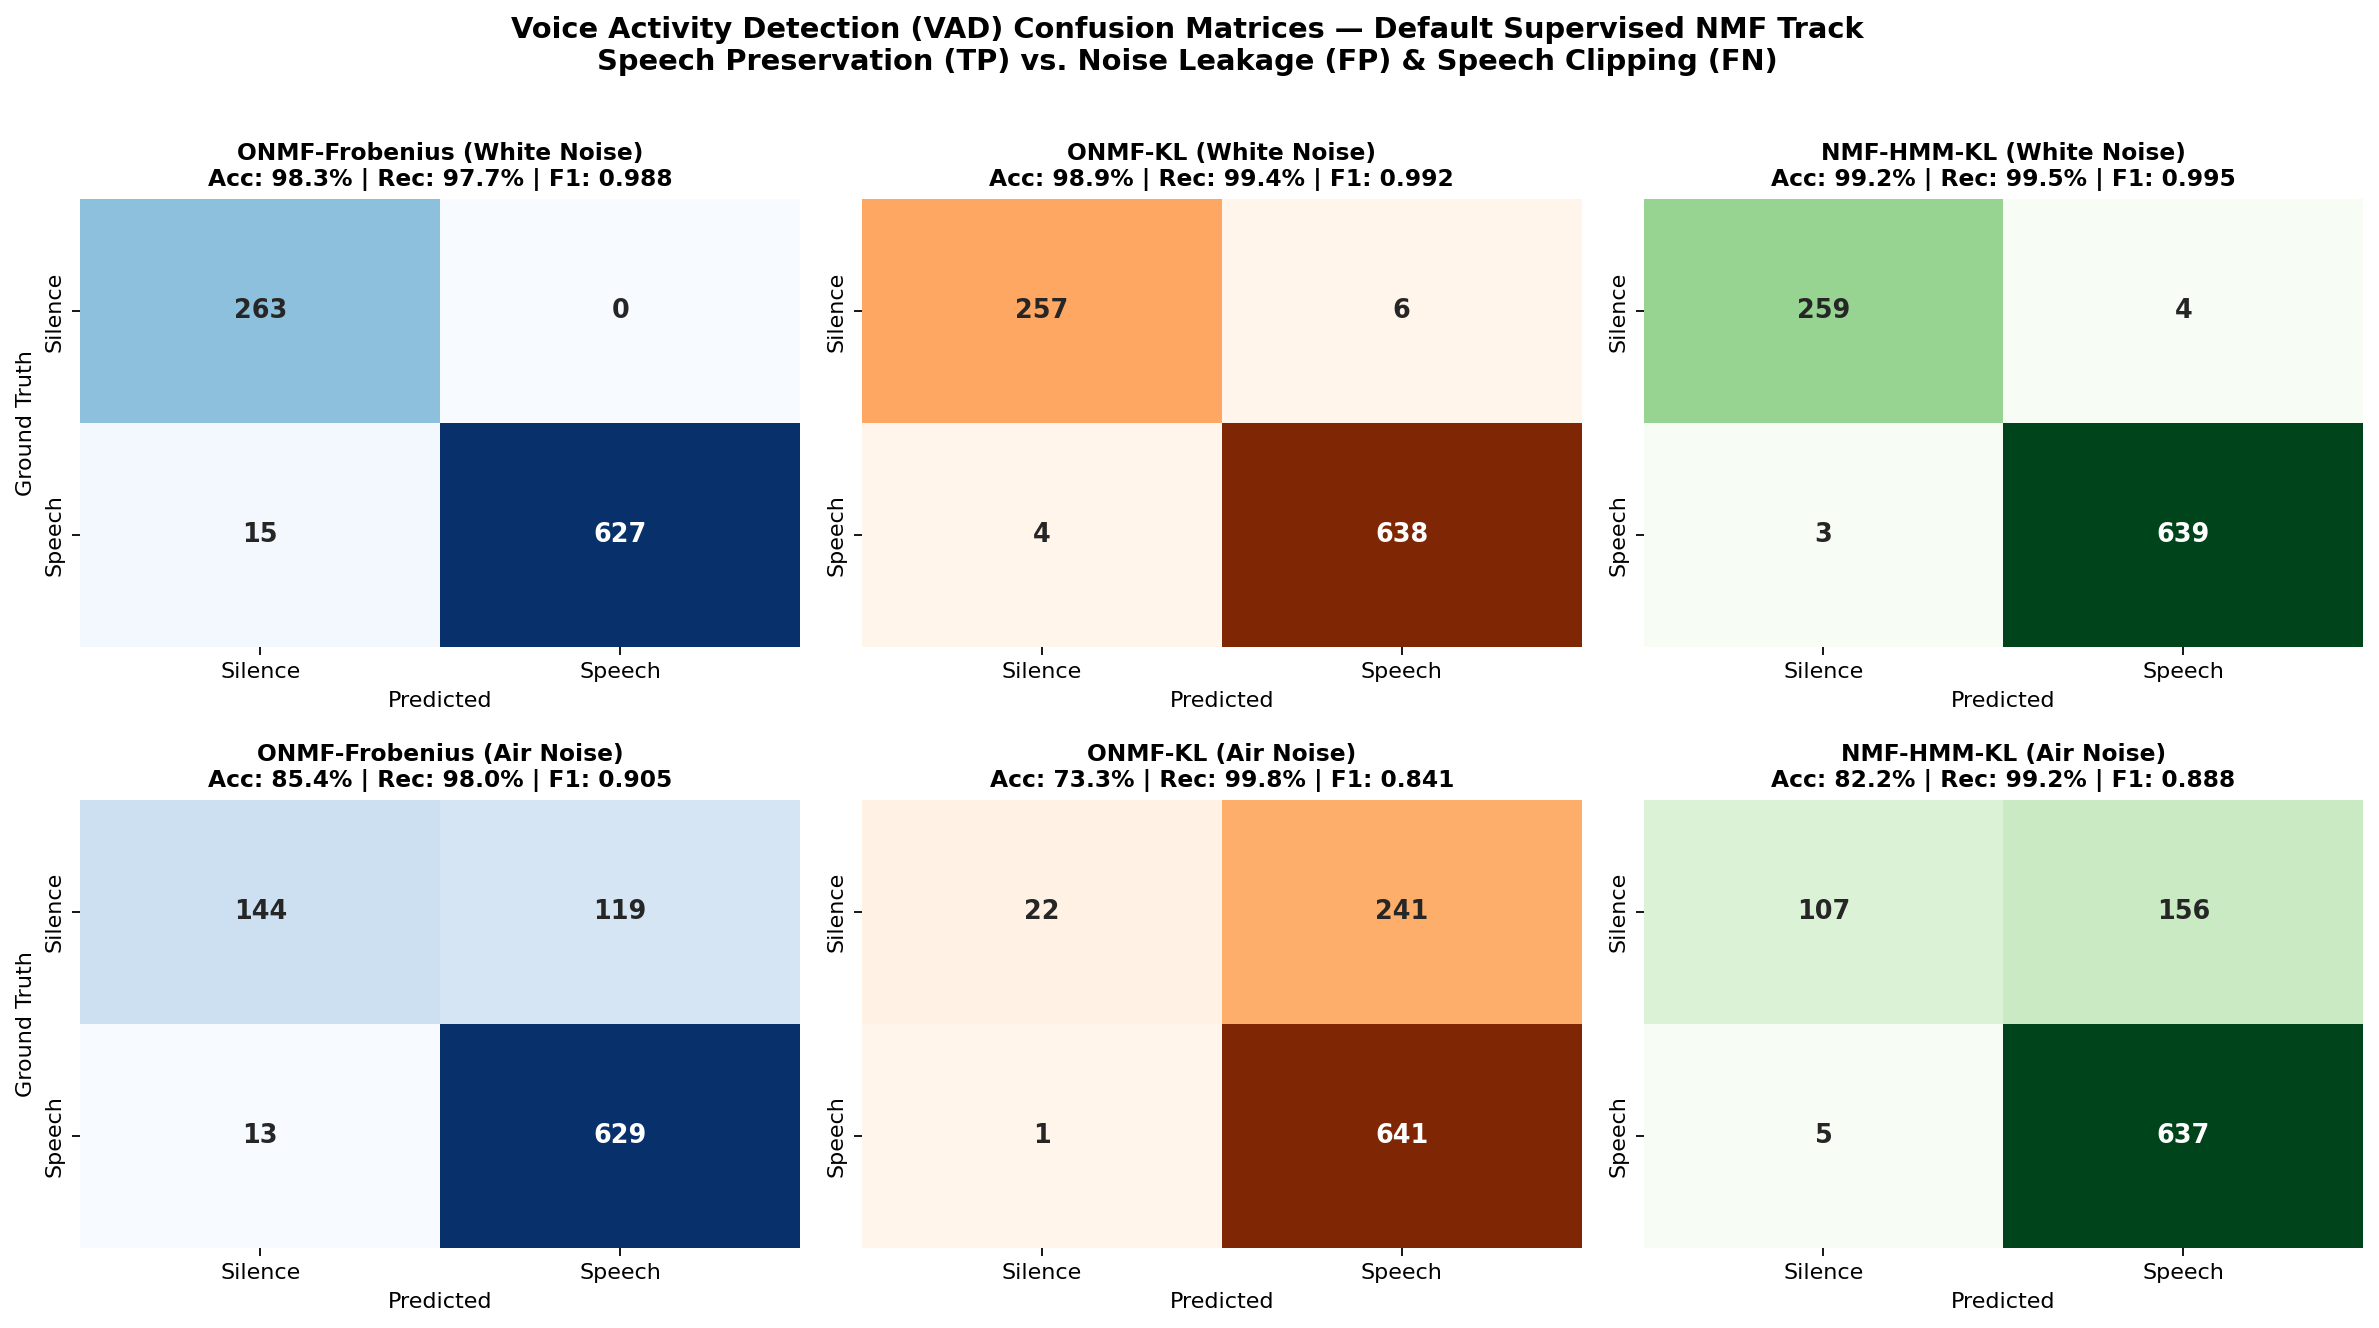 Voice Activity Detection (VAD) Confusion Matrices — Default Supervised NMF Track
Speech Preservation (TP) vs. Noise Leakage (FP) & Speech Clipping (FN)
ONMF-Frobenius (White Noise)
Acc: 98.3% | Rec: 97.7% | F1: 0.988
Ground Truth
Silence
263
0
Speech
15
627
Silence
Speech
Predicted
ONMF-KL (White Noise)
Acc: 98.9% | Rec: 99.4% | F1: 0.992
Silence
257
6
Speech
4
638
Silence
Speech
Predicted
NMF-HMM-KL (White Noise)
Acc: 99.2% | Rec: 99.5% | F1: 0.995
Silence
259
4
Speech
3
639
Silence
Speech
Predicted
ONMF-Frobenius (Air Noise)
Acc: 85.4% | Rec: 98.0% | F1: 0.905
Ground Truth
Silence
144
119
Speech
13
629
Silence
Speech
Predicted
ONMF-KL (Air Noise)
Acc: 73.3% | Rec: 99.8% | F1: 0.841
Silence
22
241
Speech
1
641
Silence
Speech
Predicted
NMF-HMM-KL (Air Noise)
Acc: 82.2% | Rec: 99.2% | F1: 0.888
Silence
107
156
Speech
5
637
Silence
Speech
Predicted